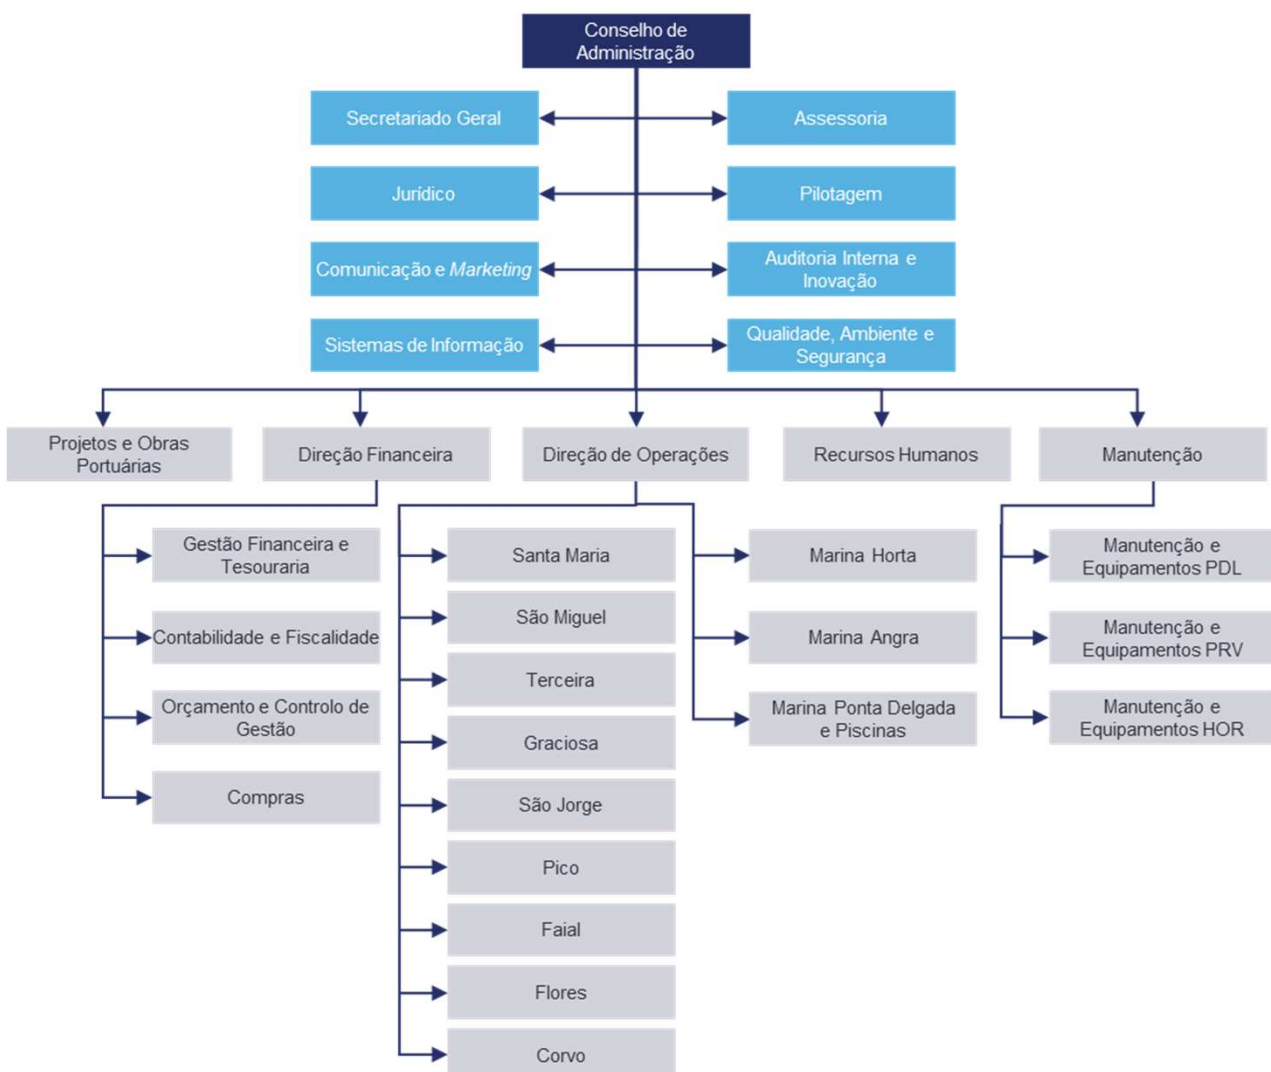 Conselho de
Administração
Secretariado Geral
Assessoria
Jurídico
Pilotagem
Comunicação e Marketing
Auditoria Interna e
Inovação
Sistemas de Informação
Qualidade, Ambiente e
Segurança
Projetos e Obras
Portuárias
Direção Financeira
Direção de Operações
Recursos Humanos
Manutenção
Gestão Financeira e
Tesouraria
Contabilidade e Fiscalidade
Orçamento e Controlo de
Gestão
Compras
Santa Maria
São Miguel
Terceira
Graciosa
São Jorge
Pico
Faial
Flores
Corvo
Marina Horta
Marina Angra
Marina Ponta Delgada
e Piscinas
Manutenção e
Equipamentos PDL
Manutenção e
Equipamentos PRV
Manutenção e
Equipamentos HOR